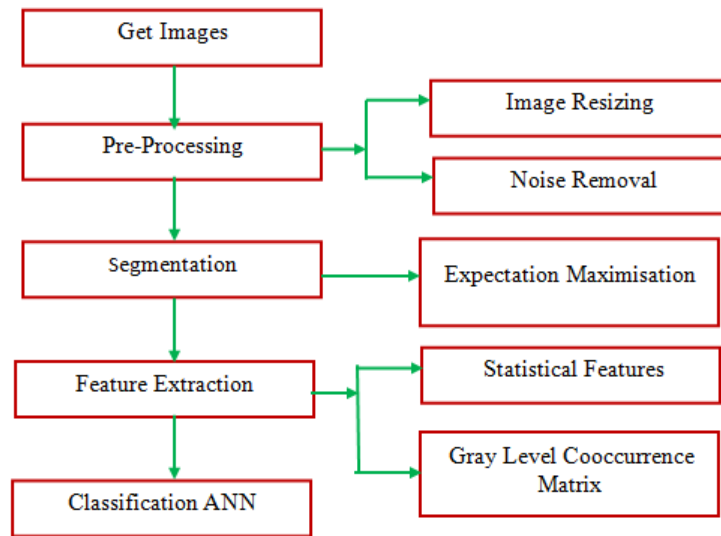 Get Images
Image Resizing
Pre-Processing
Noise Removal
Segmentation
Expectation Maximisation
Statistical Features
Feature Extraction
Gray Level Cooccurrence
Matrix
Classification ANN